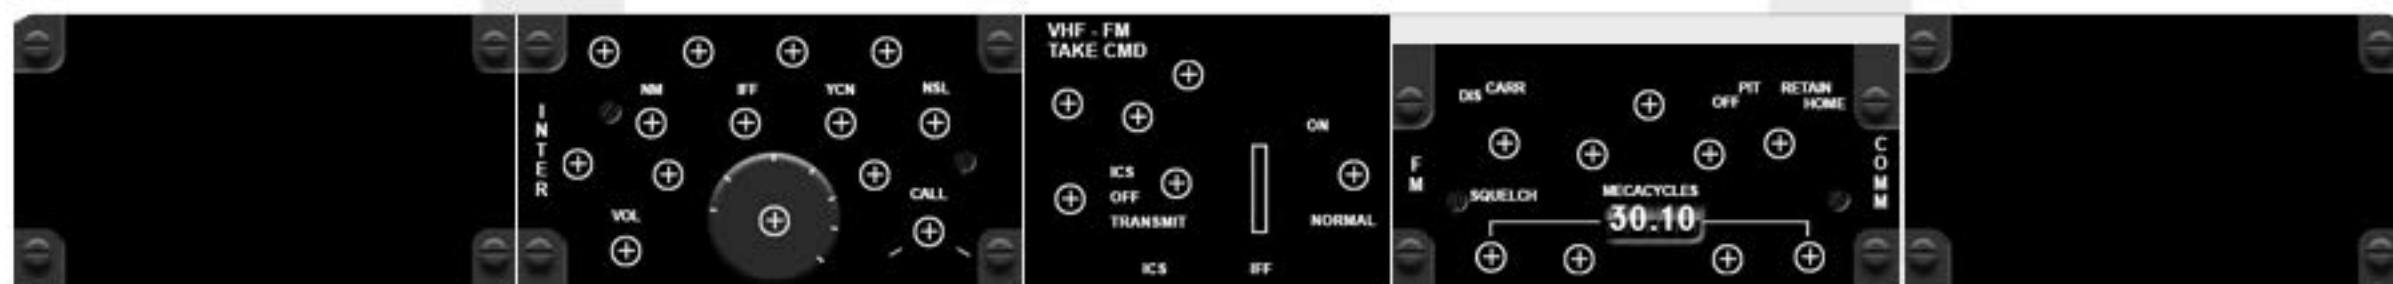 INTER
NM
IFF
YCN
NSL
VOL
CALL
VHF - FM
TAKE CMD
ON
ICS
OFF
TRANSMIT
NORMAL
ICS
IFF
FM
DIS CARR
PIT
OFF
RETAIN
HOME
SQUELCH
MECACYCLES
30.10
COMM